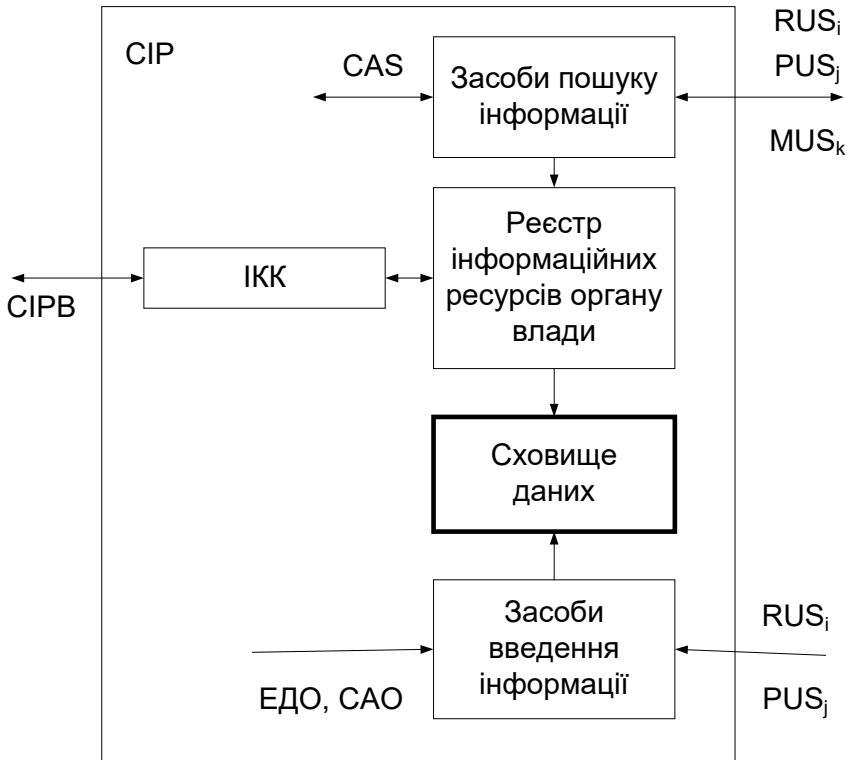 CIP
CAS
Засоби пошуку
інформації
RUSi
PUSj
MUSk
Реєстр
інформаційних
ресурсів органу
влади
ІКК
CIPB
Сховище
даних
Засоби
введення
інформації
ЕДО, САО
RUSi
PUSj